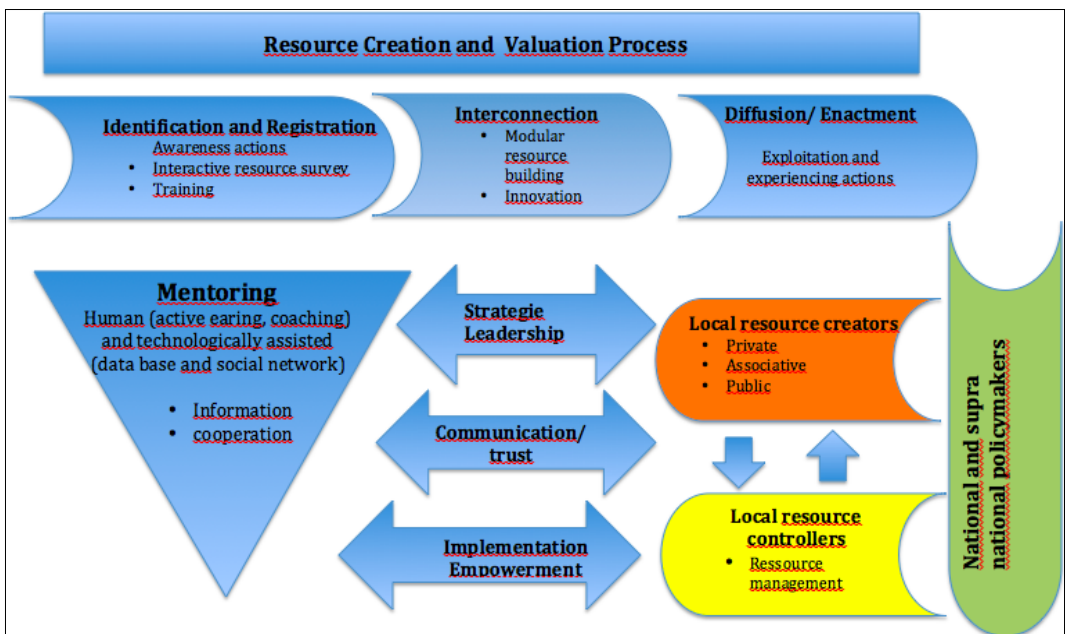 Resource Creation and Valuation Process
Identification and Registration
Awareness actions
• Interactive resource survey
• Training
Interconnection
• Modular
resource
building
• Innovation
Diffusion/ Enactment
Exploitation and
experiencing actions
Mentoring
Human (active earing, coaching)
and technologically assisted
(data base and social network)
• Information
• cooperation
Strategie
Leadership
Communication/
trust
Implementation
Empowerment
Local resource creators
• Private
• Associative
• Public
Local resource
controllers
• Ressource
management
National and supra
national policymakers